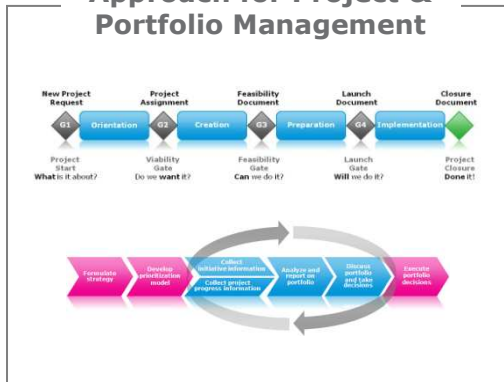 Approach for Project &
Portfolio Management
New Project
Request
Project
Assignment
Feasibility
Document
Launch
Document
Closure
Document
G1
Orientation
G2
Creation
G3
Preparation
G4
Implementation
Project
Start
What is it about?
Viability
Gate
Do we want it?
Feasibility
Gate
Can we do it?
Launch
Gate
Will we do it?
Project
Closure
Done it!
Formulate
strategy
Develop
prioritization
model
Collect
initiative information
Collect project
progress information
Analyze and
report on
portfolio
Discuss
portfolio
and take
decisions
Execute
portfolio
decisions